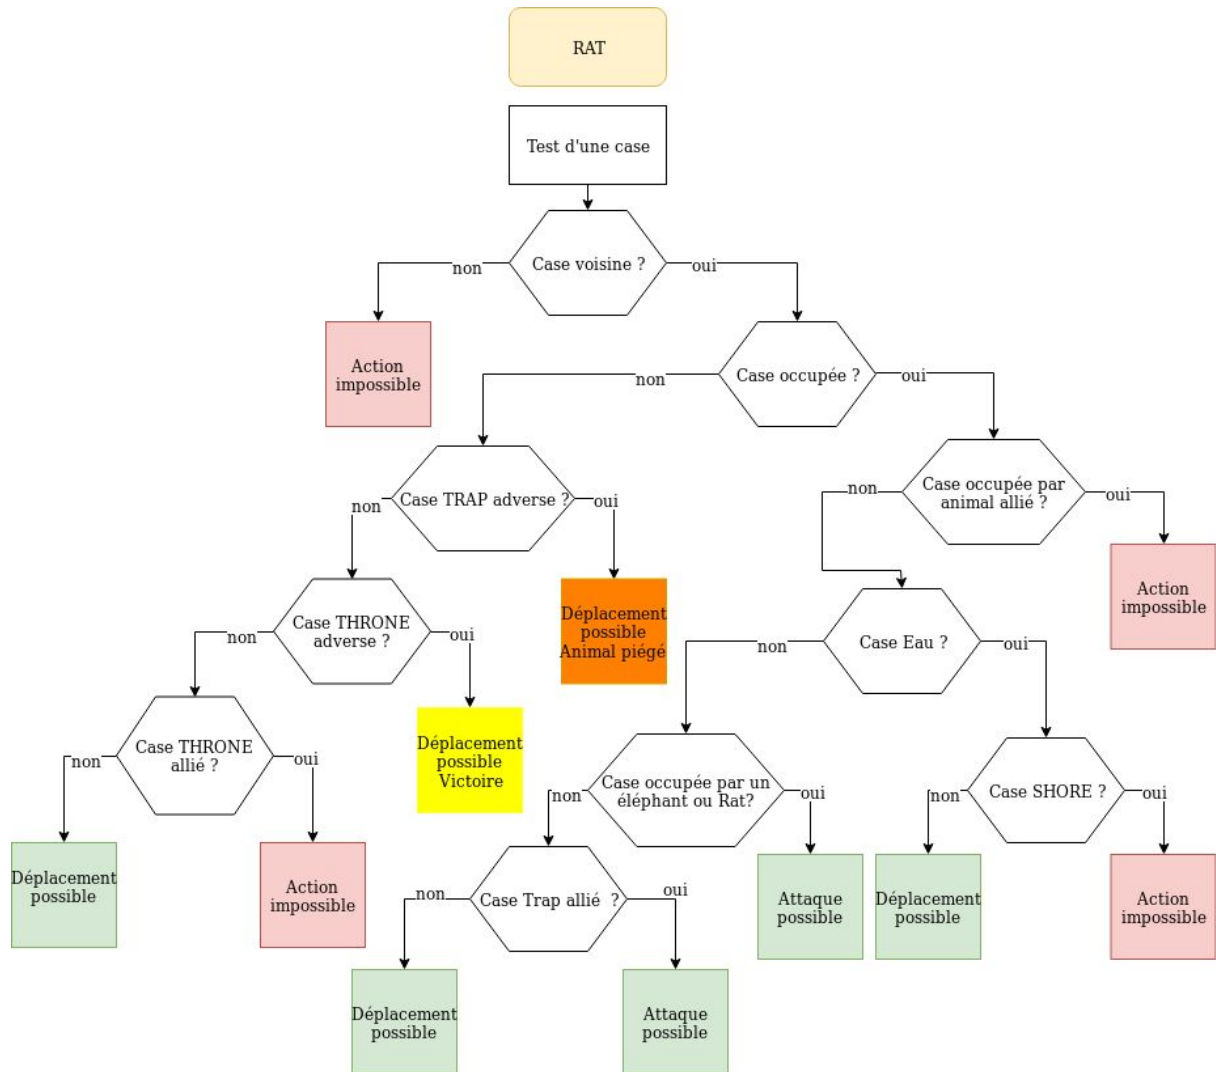 RAT
Test d'une case
Case voisine ?
non
oui
Action
impossible
Case occupée ?
non
oui
Case TRAP adverse ?
non
oui
Case occupée par
animal allié ?
non
oui
Déplacement
possible
Animal piégé
Action
impossible
Case THRONE
adverse ?
non
oui
Case Eau ?
non
oui
Déplacement
possible
Victoire
Case THRONE
allié ?
non
oui
Case occupée par un
éléphant ou Rat?
non
oui
Case SHORE ?
non
oui
Déplacement
possible
Action
impossible
Case Trap allié ?
non
oui
Attaque
possible
Déplacement
possible
Action
impossible
Déplacement
possible
Attaque
possible